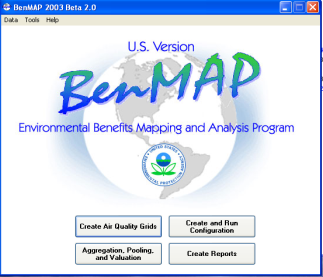 BenMAP 2003 Beta 2.0
Data Tools Help
U.S. Version
BenMAP
Environmental Benefits Mapping and Analysis Program
Create Air Quality Grids
Create and Run
Configuration
Aggregation, Pooling,
and Valuation
Create Reports